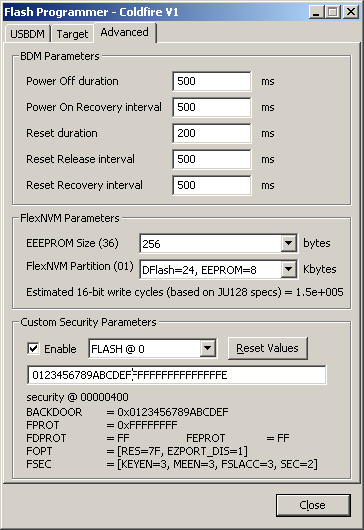 Flash Programmer - Coldfire V1
USBDM Target Advanced
BDM Parameters
Power Off duration 500 ms
Power On Recovery interval 500 ms
Reset duration 200 ms
Reset Release interval 500 ms
Reset Recovery interval 500 ms
FlexNVM Parameters
EEEPROM Size (36) 256 bytes
FlexNVM Partition (01) DFlash=24, EEPROM=8 Kbytes
Estimated 16-bit write cycles (based on JU128 specs) = 1.5e+005
Custom Security Parameters
Enable FLASH @ 0 Reset Values
security @ 00000400
BACKDOOR = 0x0123456789ABCDEF
FPROT = 0xFFFFFFFF
FDPROT = FF FEPROT = FF
FOPT = [RES=7F, EZPORT_DIS=1]
FSEC = [KEYEN=3, MEEN=3, FSLACC=3, SEC=2]
Close